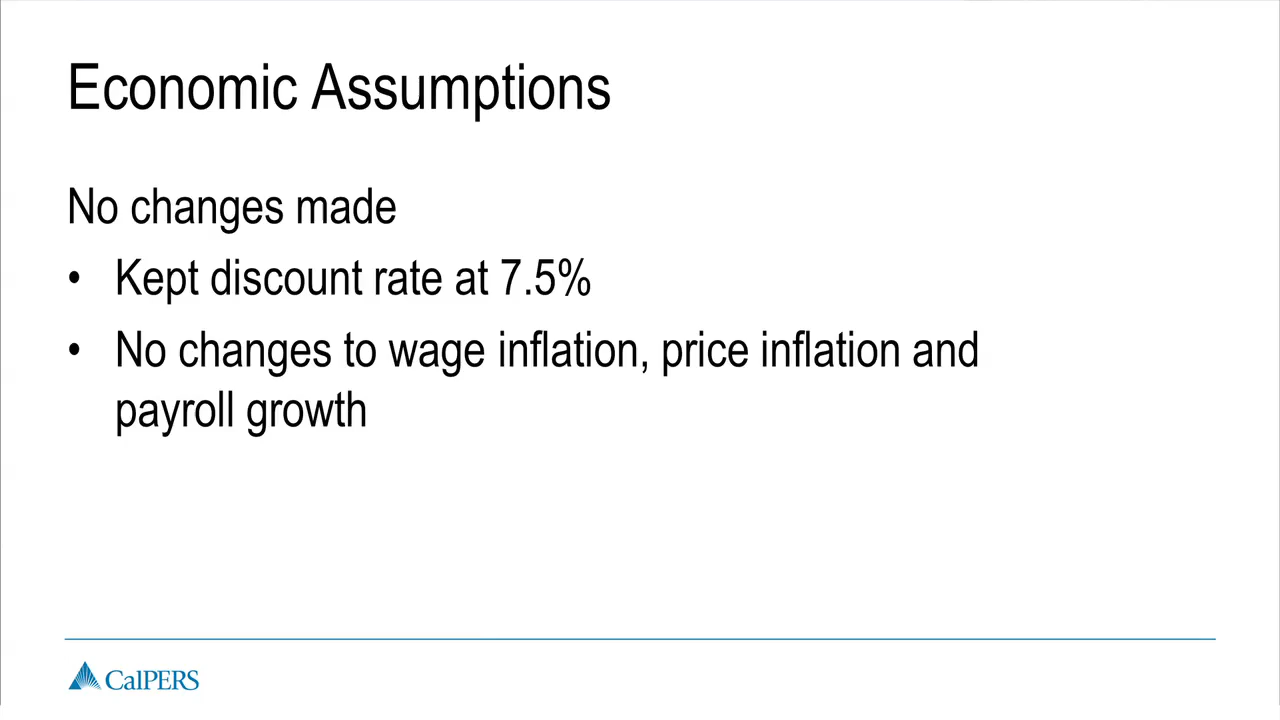 Economic Assumptions
No changes made
• Kept discount rate at 7.5%
• No changes to wage inflation, price inflation and
payroll growth
CalPERS